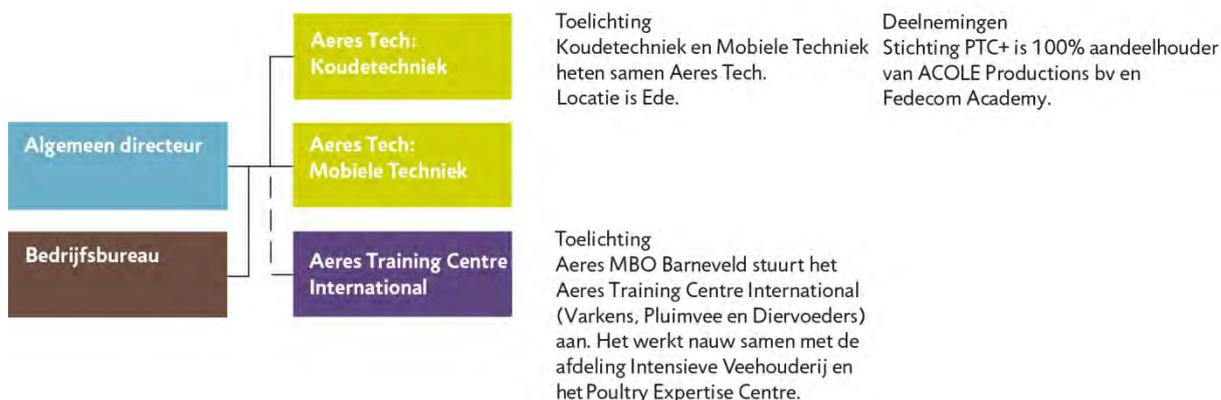 Algemeen directeur
Bedrijfsbureau
Aeres Tech:
Koudetechniek
Aeres Tech:
Mobiele Techniek
Aeres Training Centre
International
Toelichting
Koudetechniek en Mobiele Techniek
heten samen Aeres Tech.
Locatie is Ede.
Deelnemingen
Stichting PTC+ is 100% aandeelhouder
van ACOLE Productions bv en
Fedecom Academy.
Toelichting
Aeres MBO Barneveld stuurt het
Aeres Training Centre International
(Varkens, Pluimvee en Diervoeders)
aan. Het werkt nauw samen met de
afdeling Intensieve Veehouderij en
het Poultry Expertise Centre.